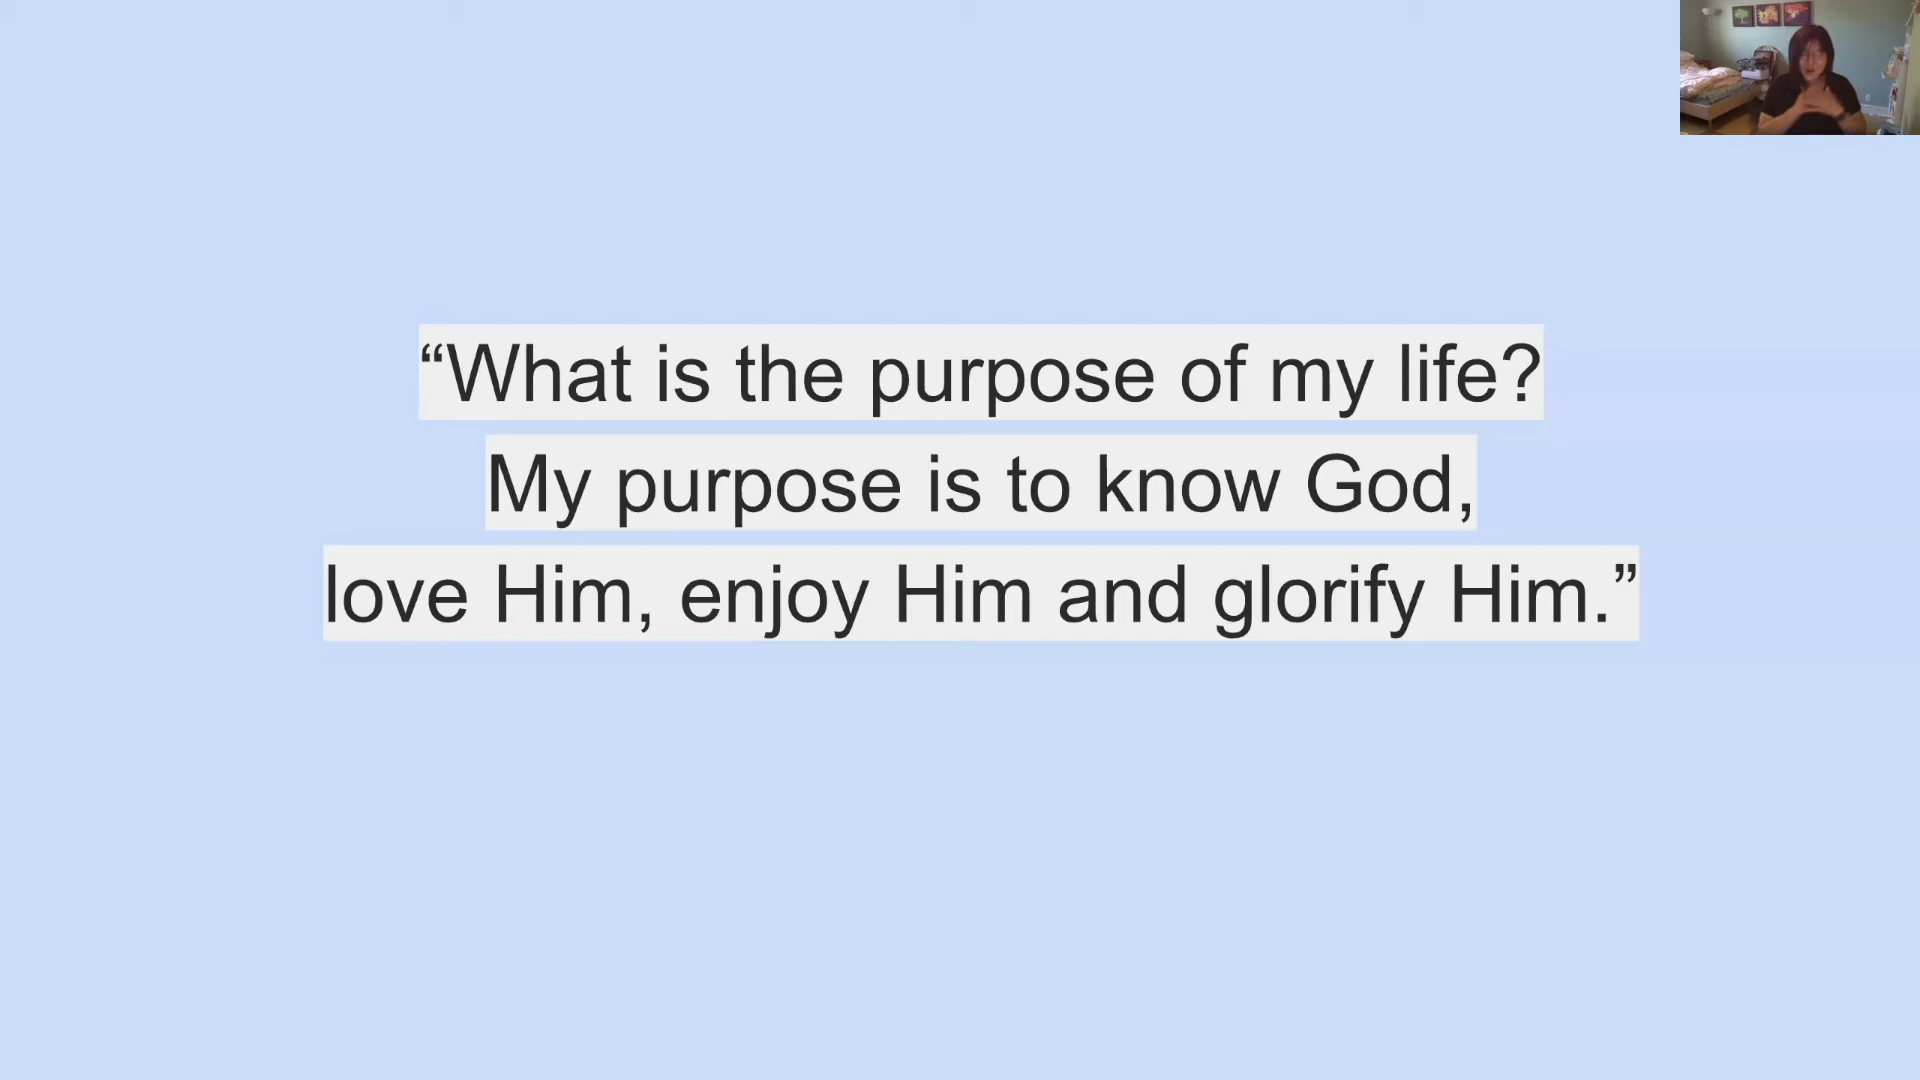 “What is the purpose of my life?
My purpose is to know God,
love Him, enjoy Him and glorify Him.”